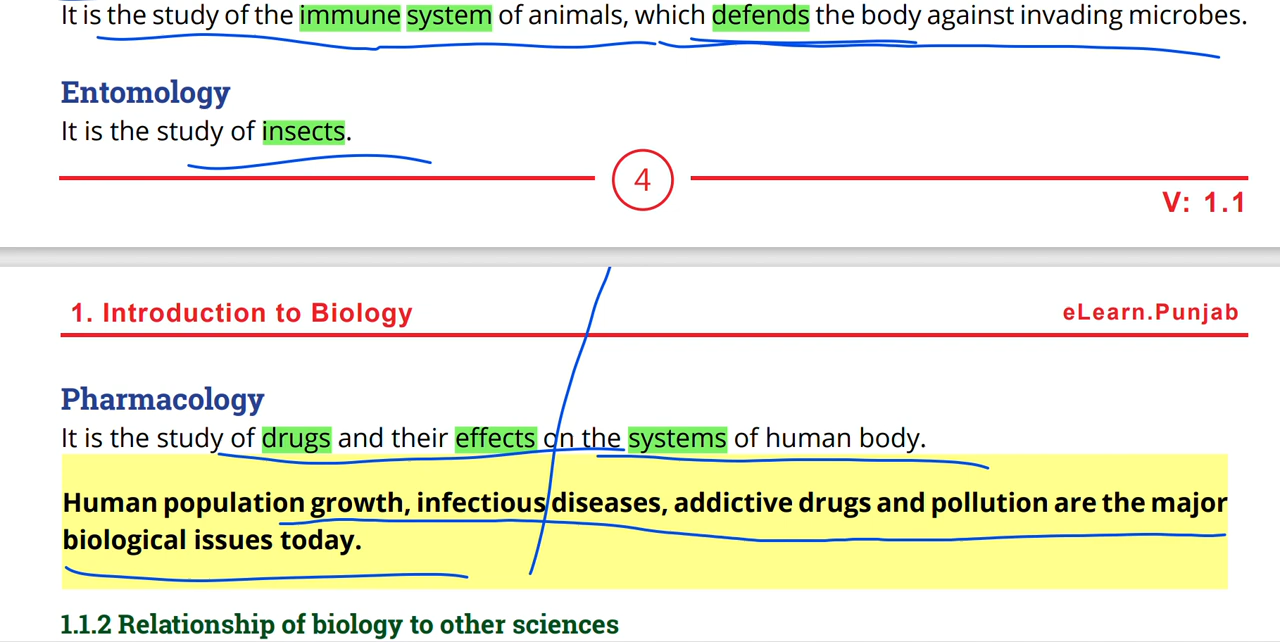 It is the study of the immune system of animals, which defends the body against invading microbes.
Entomology
It is the study of insects.
4
V: 1.1
1. Introduction to Biology
eLearn.Punjab
Pharmacology
It is the study of drugs and their effects on the systems of human body.
Human population growth, infectious diseases, addictive drugs and pollution are the major
biological issues today.
1.1.2 Relationship of biology to other sciences